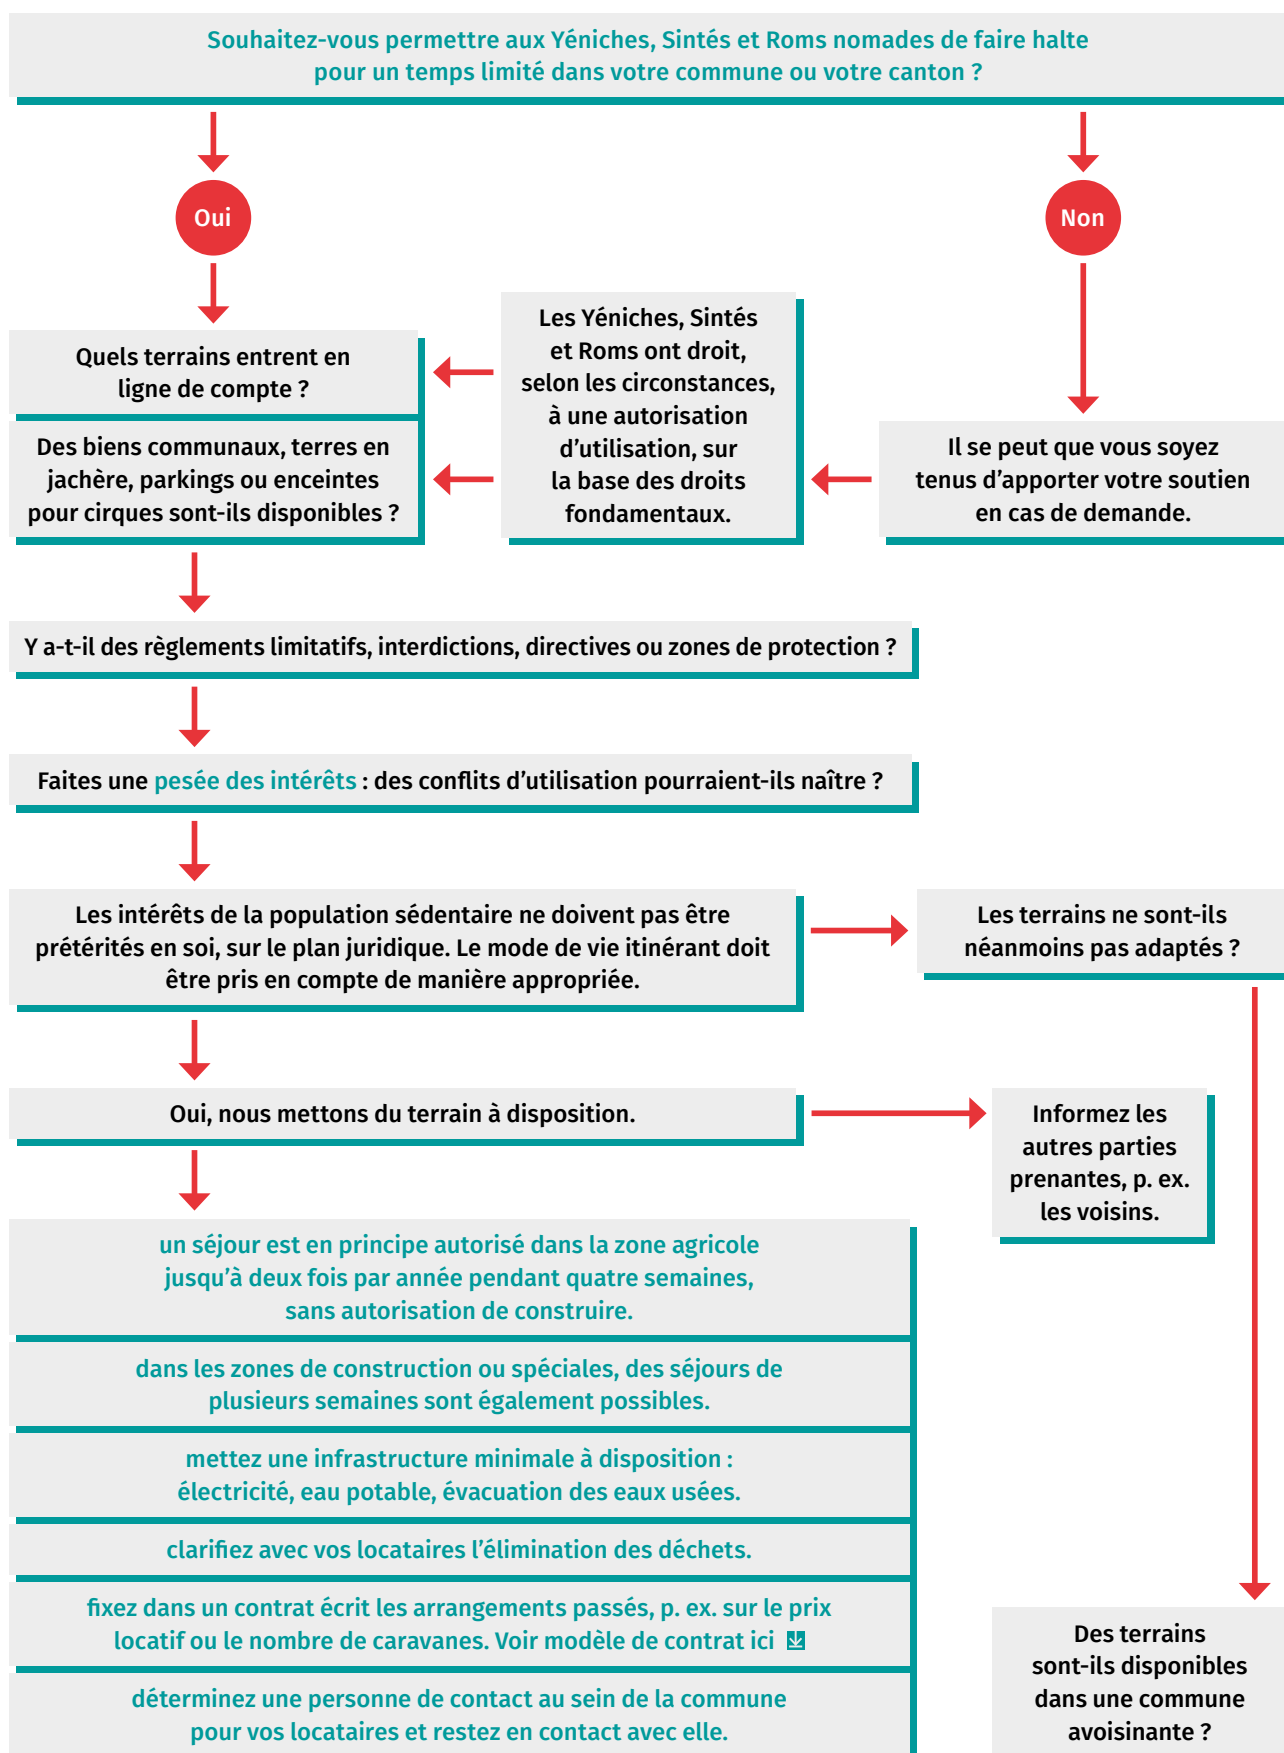 Souhaitez-vous permettre aux Yéniches, Sintés et Roms nomades de faire halte
pour un temps limité dans votre commune ou votre canton ?
Oui
Non
Quels terrains entrent en
ligne de compte ?
Des biens communaux, terres en
jachère, parkings ou enceintes
pour cirques sont-ils disponibles ?
Les Yéniches, Sintés
et Roms ont droit,
selon les circonstances,
à une autorisation
d’utilisation, sur
la base des droits
fondamentaux.
Il se peut que vous soyez
tenus d’apporter votre soutien
en cas de demande.
Y a-t-il des règlements limitatifs, interdictions, directives ou zones de protection ?
Faites une pesée des intérêts : des conflits d’utilisation pourraient-ils naître ?
Les intérêts de la population sédentaire ne doivent pas être
prétérités en soi, sur le plan juridique. Le mode de vie itinérant doit
être pris en compte de manière appropriée.
Les terrains ne sont-ils
néanmoins pas adaptés ?
Oui, nous mettons du terrain à disposition.
Informez les
autres parties
prenantes, p. ex.
les voisins.
un séjour est en principe autorisé dans la zone agricole
jusqu’à deux fois par année pendant quatre semaines,
sans autorisation de construire.
dans les zones de construction ou spéciales, des séjours de
plusieurs semaines sont également possibles.
mettez une infrastructure minimale à disposition :
électricité, eau potable, évacuation des eaux usées.
clarifiez avec vos locataires l’élimination des déchets.
fixez dans un contrat écrit les arrangements passés, p. ex. sur le prix
locatif ou le nombre de caravanes. Voir modèle de contrat ici
déterminez une personne de contact au sein de la commune
pour vos locataires et restez en contact avec elle.
Des terrains
sont-ils disponibles
dans une commune
avoisinante ?